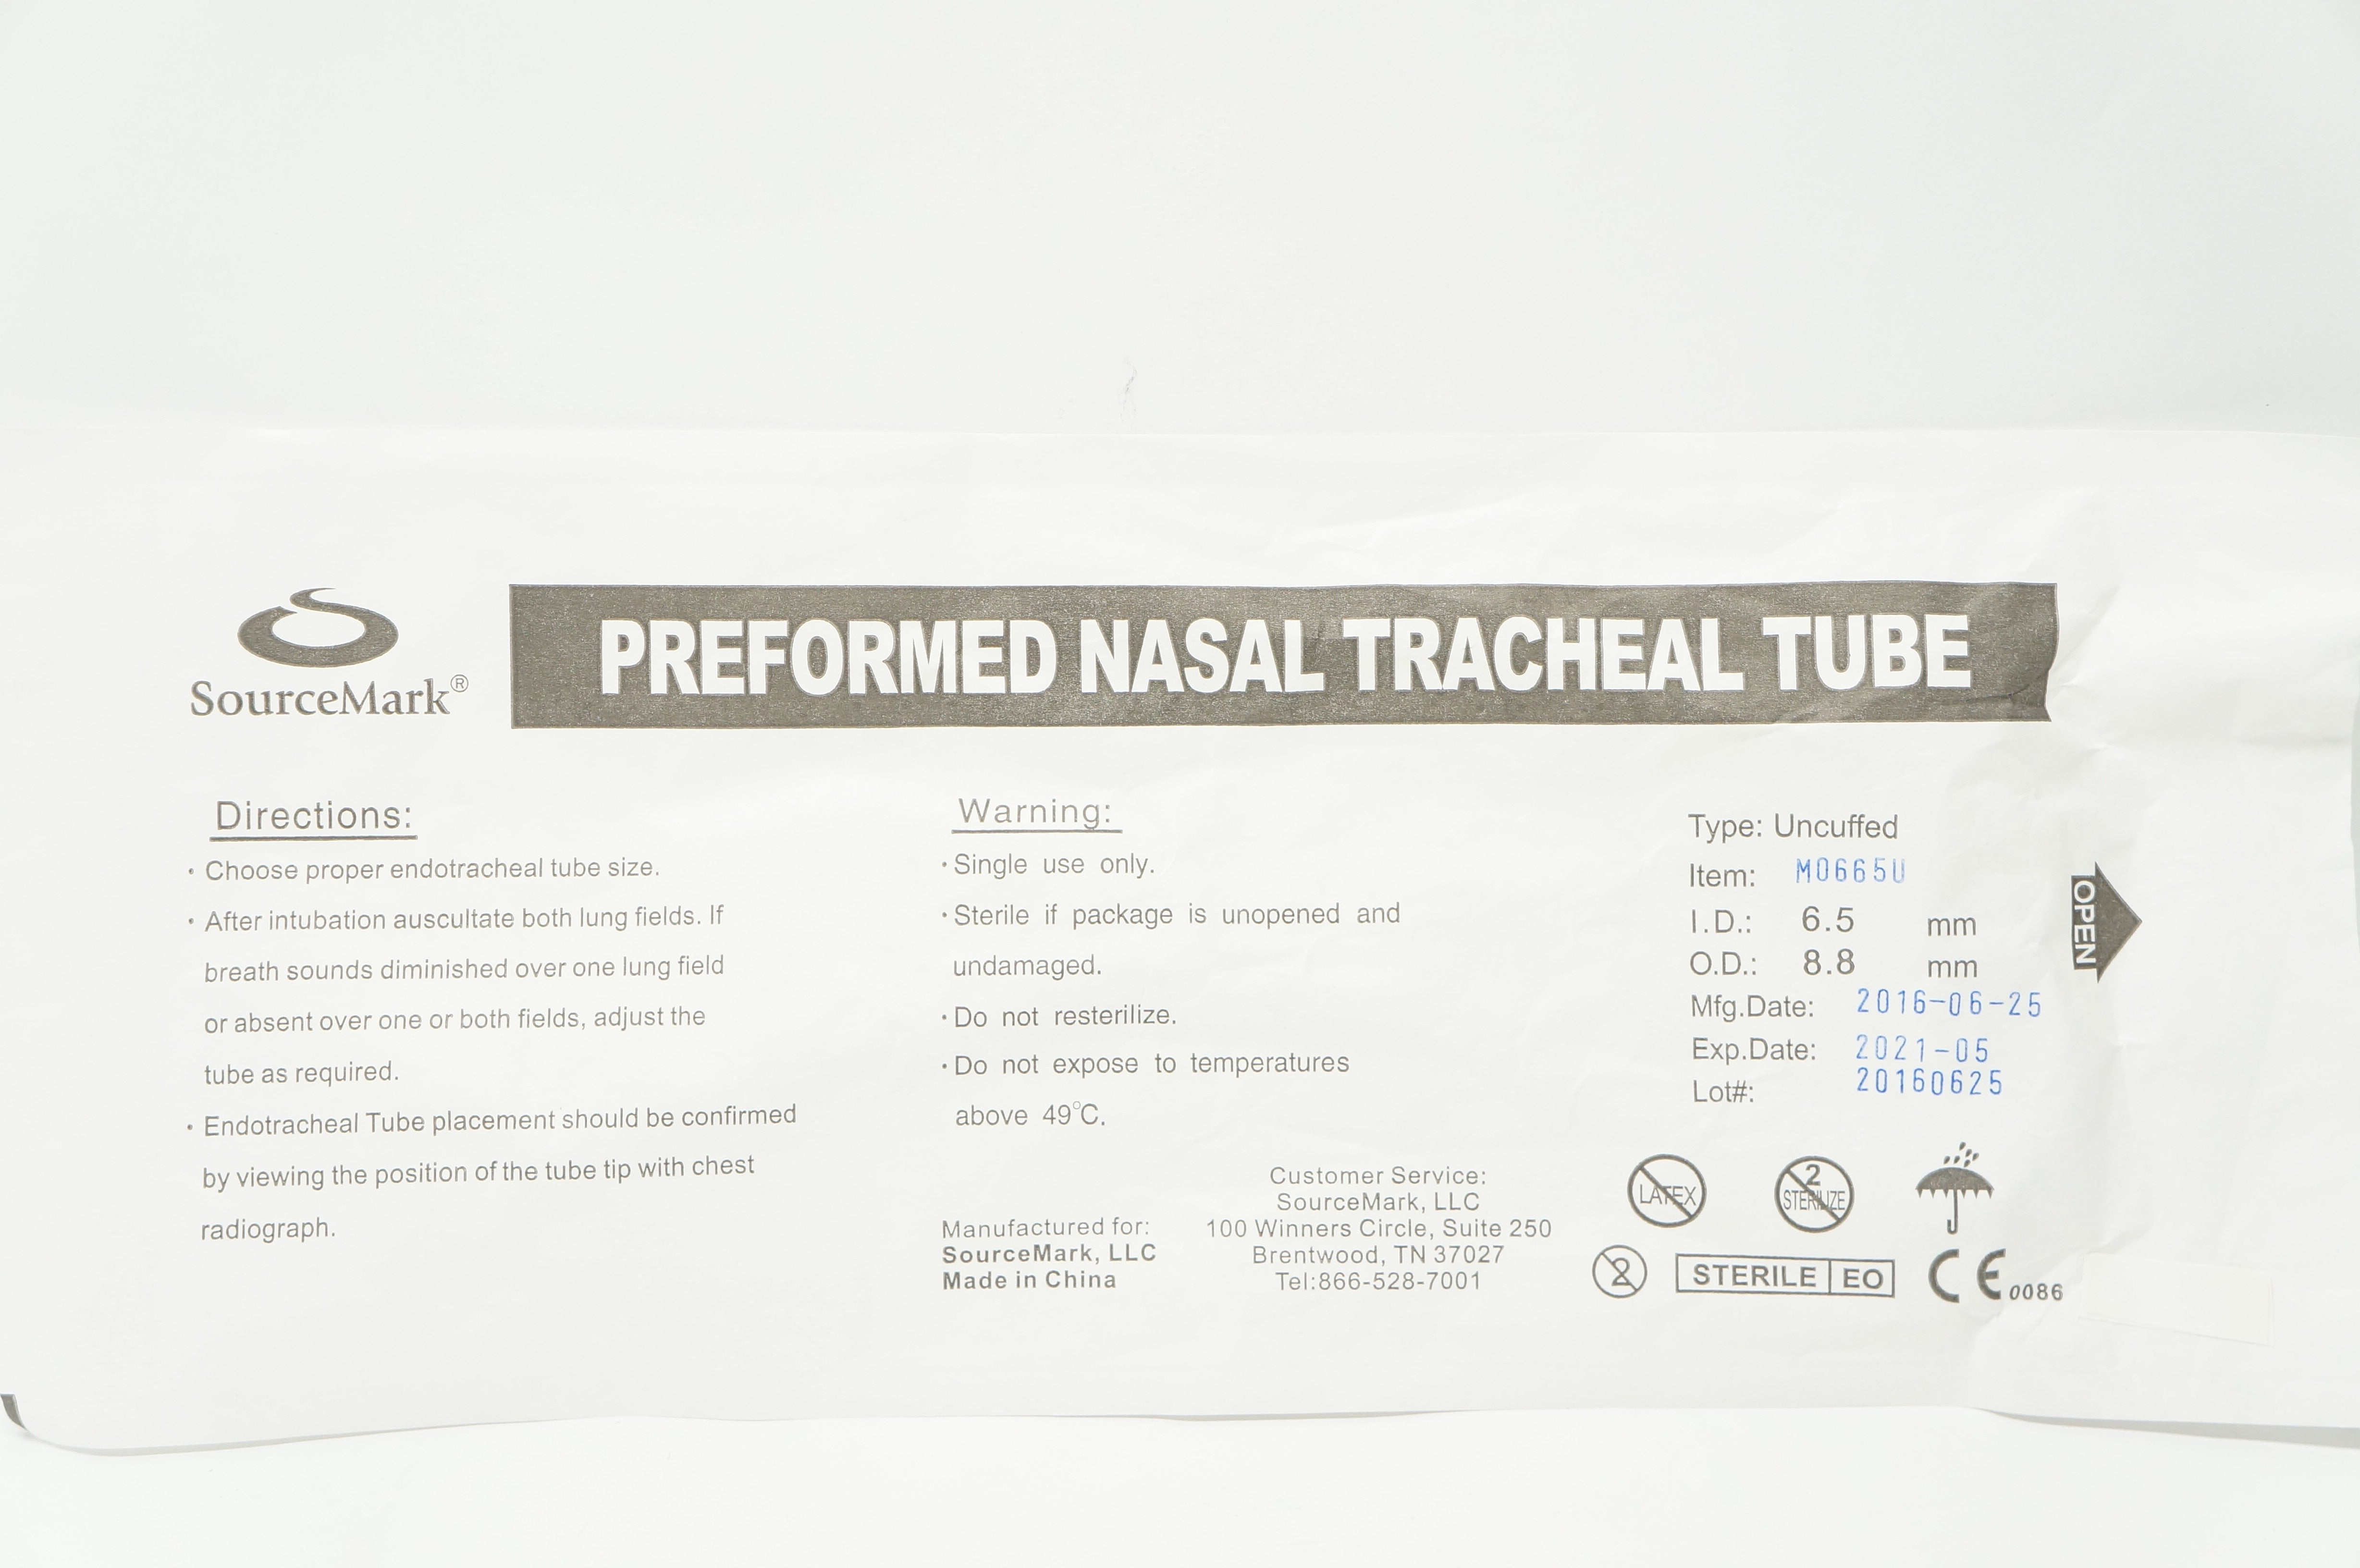 SourceMark®
PREFORMED NASAL TRACHEAL TUBE
Directions:
· Choose proper endotracheal tube size.
· After intubation auscultate both lung fields. If
breath sounds diminished over one lung field
or absent over one or both fields, adjust the
tube as required.
· Endotracheal Tube placement should be confirmed
by viewing the position of the tube tip with chest
radiograph.
Warning:
· Single use only.
· Sterile if package is unopened and
undamaged.
· Do not resterilize.
· Do not expose to temperatures
above 49°C.
Manufactured for:
SourceMark, LLC
Made in China
Customer Service:
SourceMark, LLC
100 Winners Circle, Suite 250
Brentwood, TN 37027
Tel:866-528-7001
Type: Uncuffed
Item: M0665U
I.D.: 6.5 mm
O.D.: 8.8 mm
Mfg.Date: 2016-06-25
Exp.Date: 2021-05
Lot#: 20160625
OPEN
LATEX
2
STERILIZE
2
STERILE EO
CE 0086